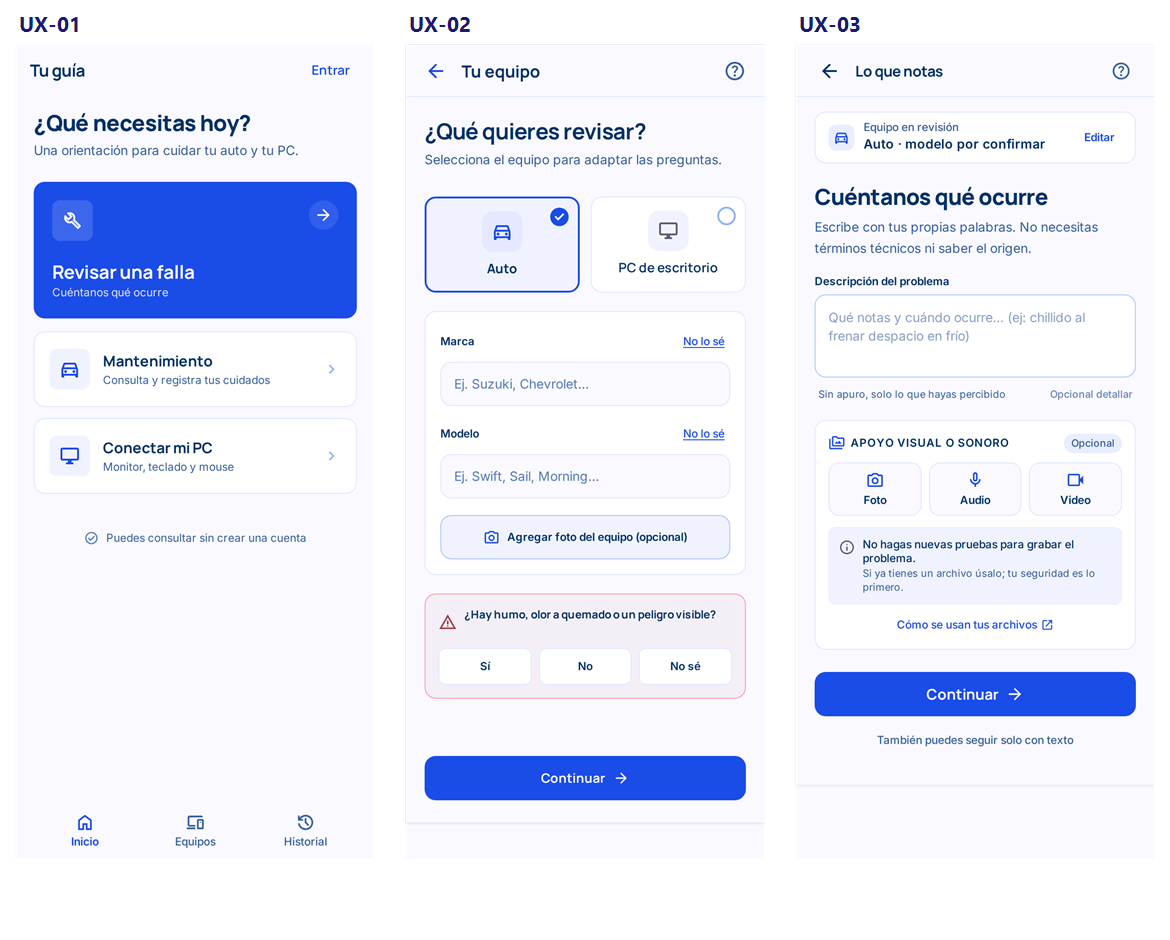 UX-01
Tu guía
Entrar
¿Qué necesitas hoy?
Una orientación para cuidar tu auto y tu PC.
Revisar una falla
Cuéntanos qué ocurre
Mantenimiento
Consulta y registra tus cuidados
Conectar mi PC
Monitor, teclado y mouse
Puedes consultar sin crear una cuenta
Inicio
Equipos
Historial
UX-02
Tu equipo
¿Qué quieres revisar?
Selecciona el equipo para adaptar las preguntas.
Auto
PC de escritorio
Marca
No lo sé
Ej. Suzuki, Chevrolet...
Modelo
No lo sé
Ej. Swift, Sail, Morning...
Agregar foto del equipo (opcional)
¿Hay humo, olor a quemado o un peligro visible?
Sí
No
No sé
Continuar
UX-03
Lo que notas
Equipo en revisión
Auto · modelo por confirmar
Editar
Cuéntanos qué ocurre
Escribe con tus propias palabras. No necesitas
términos técnicos ni saber el origen.
Descripción del problema
Qué notas y cuándo ocurre... (ej: chillido al
frenar despacio en frío)
Sin apuro, solo lo que hayas percibido
Opcional detallar
APOYO VISUAL O SONORO
Opcional
Foto
Audio
Video
No hagas nuevas pruebas para grabar el
problema.
Si ya tienes un archivo úsalo; tu seguridad es lo
primero.
Cómo se usan tus archivos
Continuar
También puedes seguir solo con texto